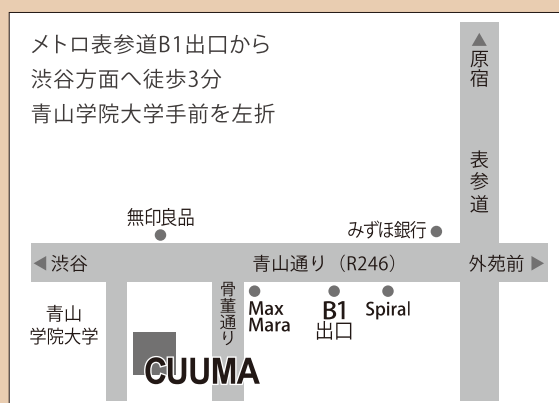 メトロ表参道B1出口から
渋谷方面へ徒歩3分
青山学院大学手前を左折
▲
原宿
表参道
無印良品
みずほ銀行
◀渋谷
青山通り（R246）
外苑前▶
青山
学院大学
骨董通り
Max
Mara
B1
出口
Spiral
CUUMA